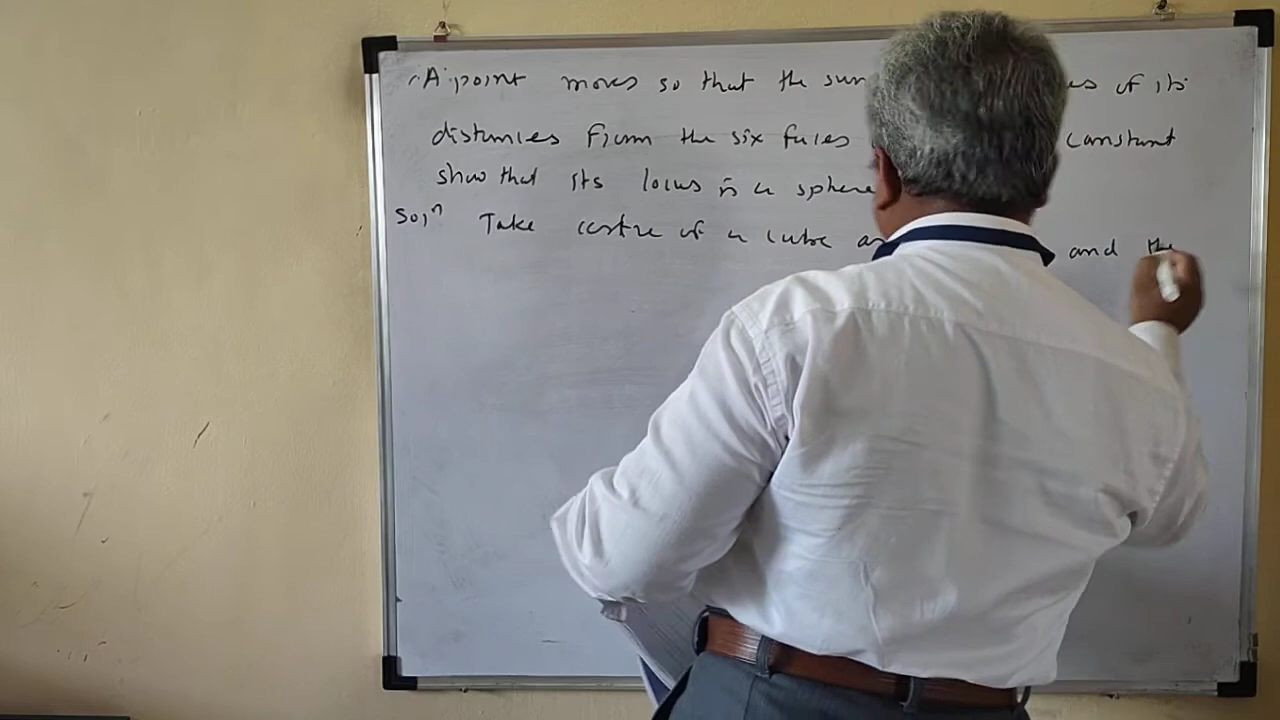 A point moves so that the sum es of its
distances from the six faces constant
show that its locus is a sphere
Soln Take centre of a cube a and the